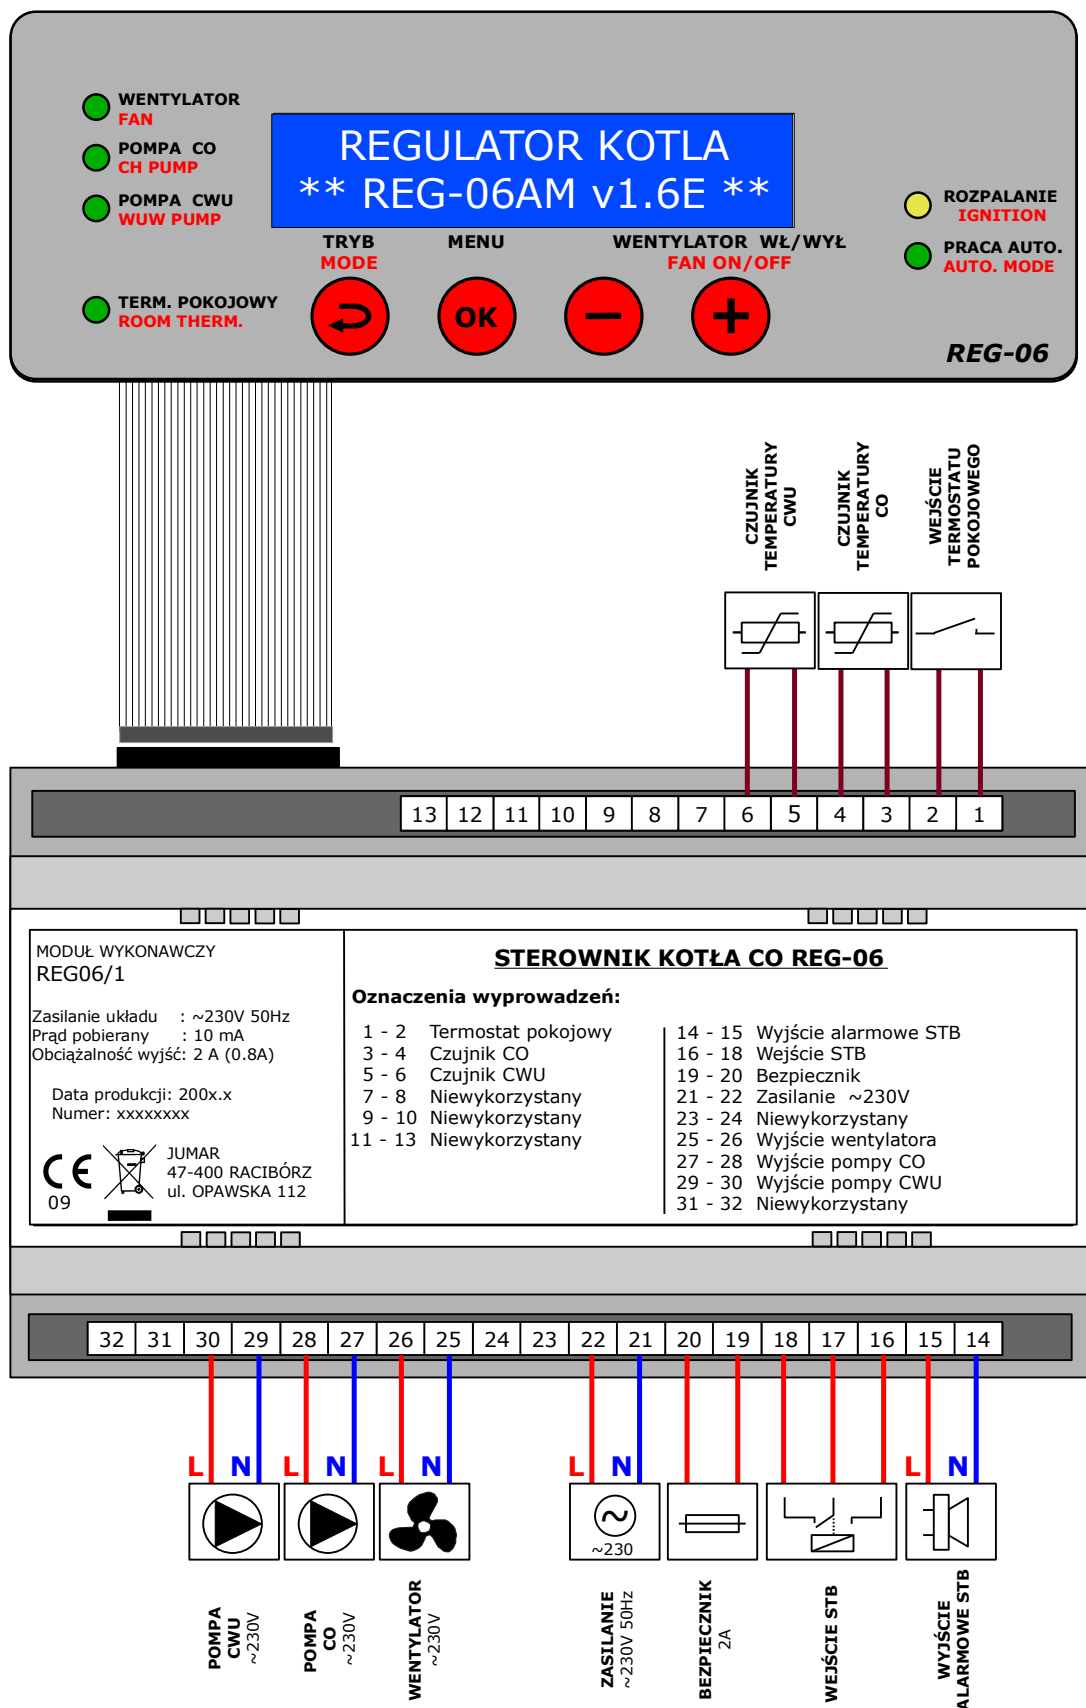 WENTYLATOR
FAN
POMPA CO
CH PUMP
POMPA CWU
WUW PUMP
TERM. POKOJOWY
ROOM THERM.
REGULATOR KOTLA
** REG-06AM v1.6E **
TRYB
MODE
MENU
WENTYLATOR WŁ/WYŁ
FAN ON/OFF
OK
ROZPALANIE
IGNITION
PRACA AUTO.
AUTO. MODE
REG-06
CZUJNIK
TEMPERATURY
CWU
CZUJNIK
TEMPERATURY
CO
WEJŚCIE
TERMOSTATU
POKOJOWEGO
13 12 11 10 9 8 7 6 5 4 3 2 1
MODUŁ WYKONAWCZY
REG06/1
Zasilanie układu : ~230V 50Hz
Prąd pobierany : 10 mA
Obciążalność wyjść: 2 A (0.8A)
Data produkcji: 200x.x
Numer: xxxxxxxx
CE
09
JUMAR
47-400 RACIBÓRZ
ul. OPAWSKA 112
STEROWNIK KOTŁA CO REG-06
Oznaczenia wyprowadzeń:
1 - 2 Termostat pokojowy
3 - 4 Czujnik CO
5 - 6 Czujnik CWU
7 - 8 Niewykorzystany
9 - 10 Niewykorzystany
11 - 13 Niewykorzystany
14 - 15 Wyjście alarmowe STB
16 - 18 Wejście STB
19 - 20 Bezpiecznik
21 - 22 Zasilanie ~230V
23 - 24 Niewykorzystany
25 - 26 Wyjście wentylatora
27 - 28 Wyjście pompy CO
29 - 30 Wyjście pompy CWU
31 - 32 Niewykorzystany
32 31 30 29 28 27 26 25 24 23 22 21 20 19 18 17 16 15 14
L N L N L N L N L N
~230
POMPA
CWU
~230V
POMPA
CO
~230V
WENTYLATOR
~230V
ZASILANIE
~230V 50Hz
BEZPIECZNIK
2A
WEJŚCIE STB
WYJŚCIE
ALARMOWE STB